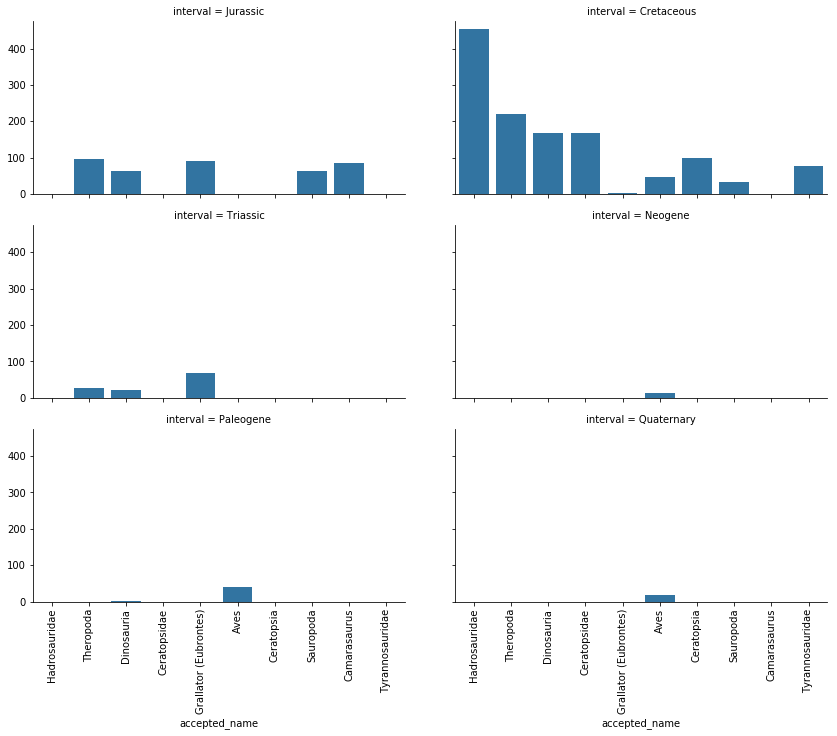 interval = Jurassic
interval = Cretaceous
400
300
200
100
0
interval = Triassic
interval = Neogene
400
300
200
100
0
interval = Paleogene
interval = Quaternary
400
300
200
100
0
Hadrosauridae
Theropoda
Dinosauria
Ceratopsidae
Grallator (Eubrontes)
Aves
Ceratopsia
Sauropoda
Camarasaurus
Tyrannosauridae
accepted_name
Hadrosauridae
Theropoda
Dinosauria
Ceratopsidae
Grallator (Eubrontes)
Aves
Ceratopsia
Sauropoda
Camarasaurus
Tyrannosauridae
accepted_name